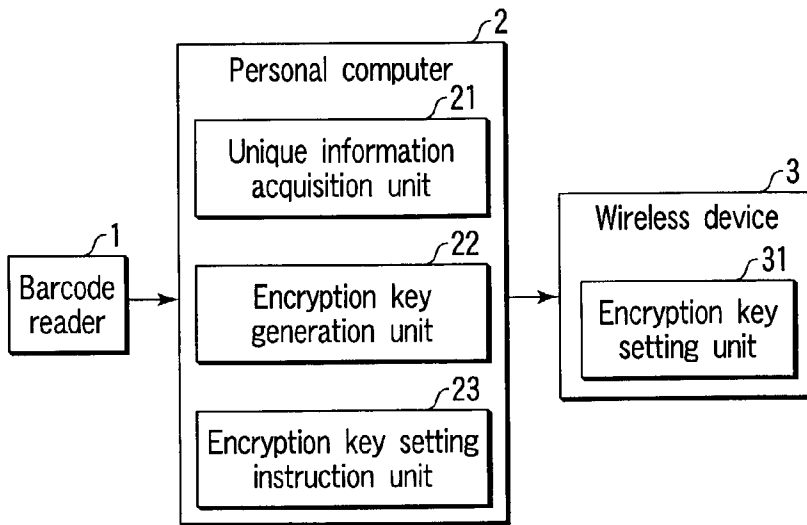 2
Personal computer
21
Unique information
acquisition unit
3
Wireless device
1
Barcode
reader
22
Encryption key
generation unit
31
Encryption key
setting unit
23
Encryption key setting
instruction unit